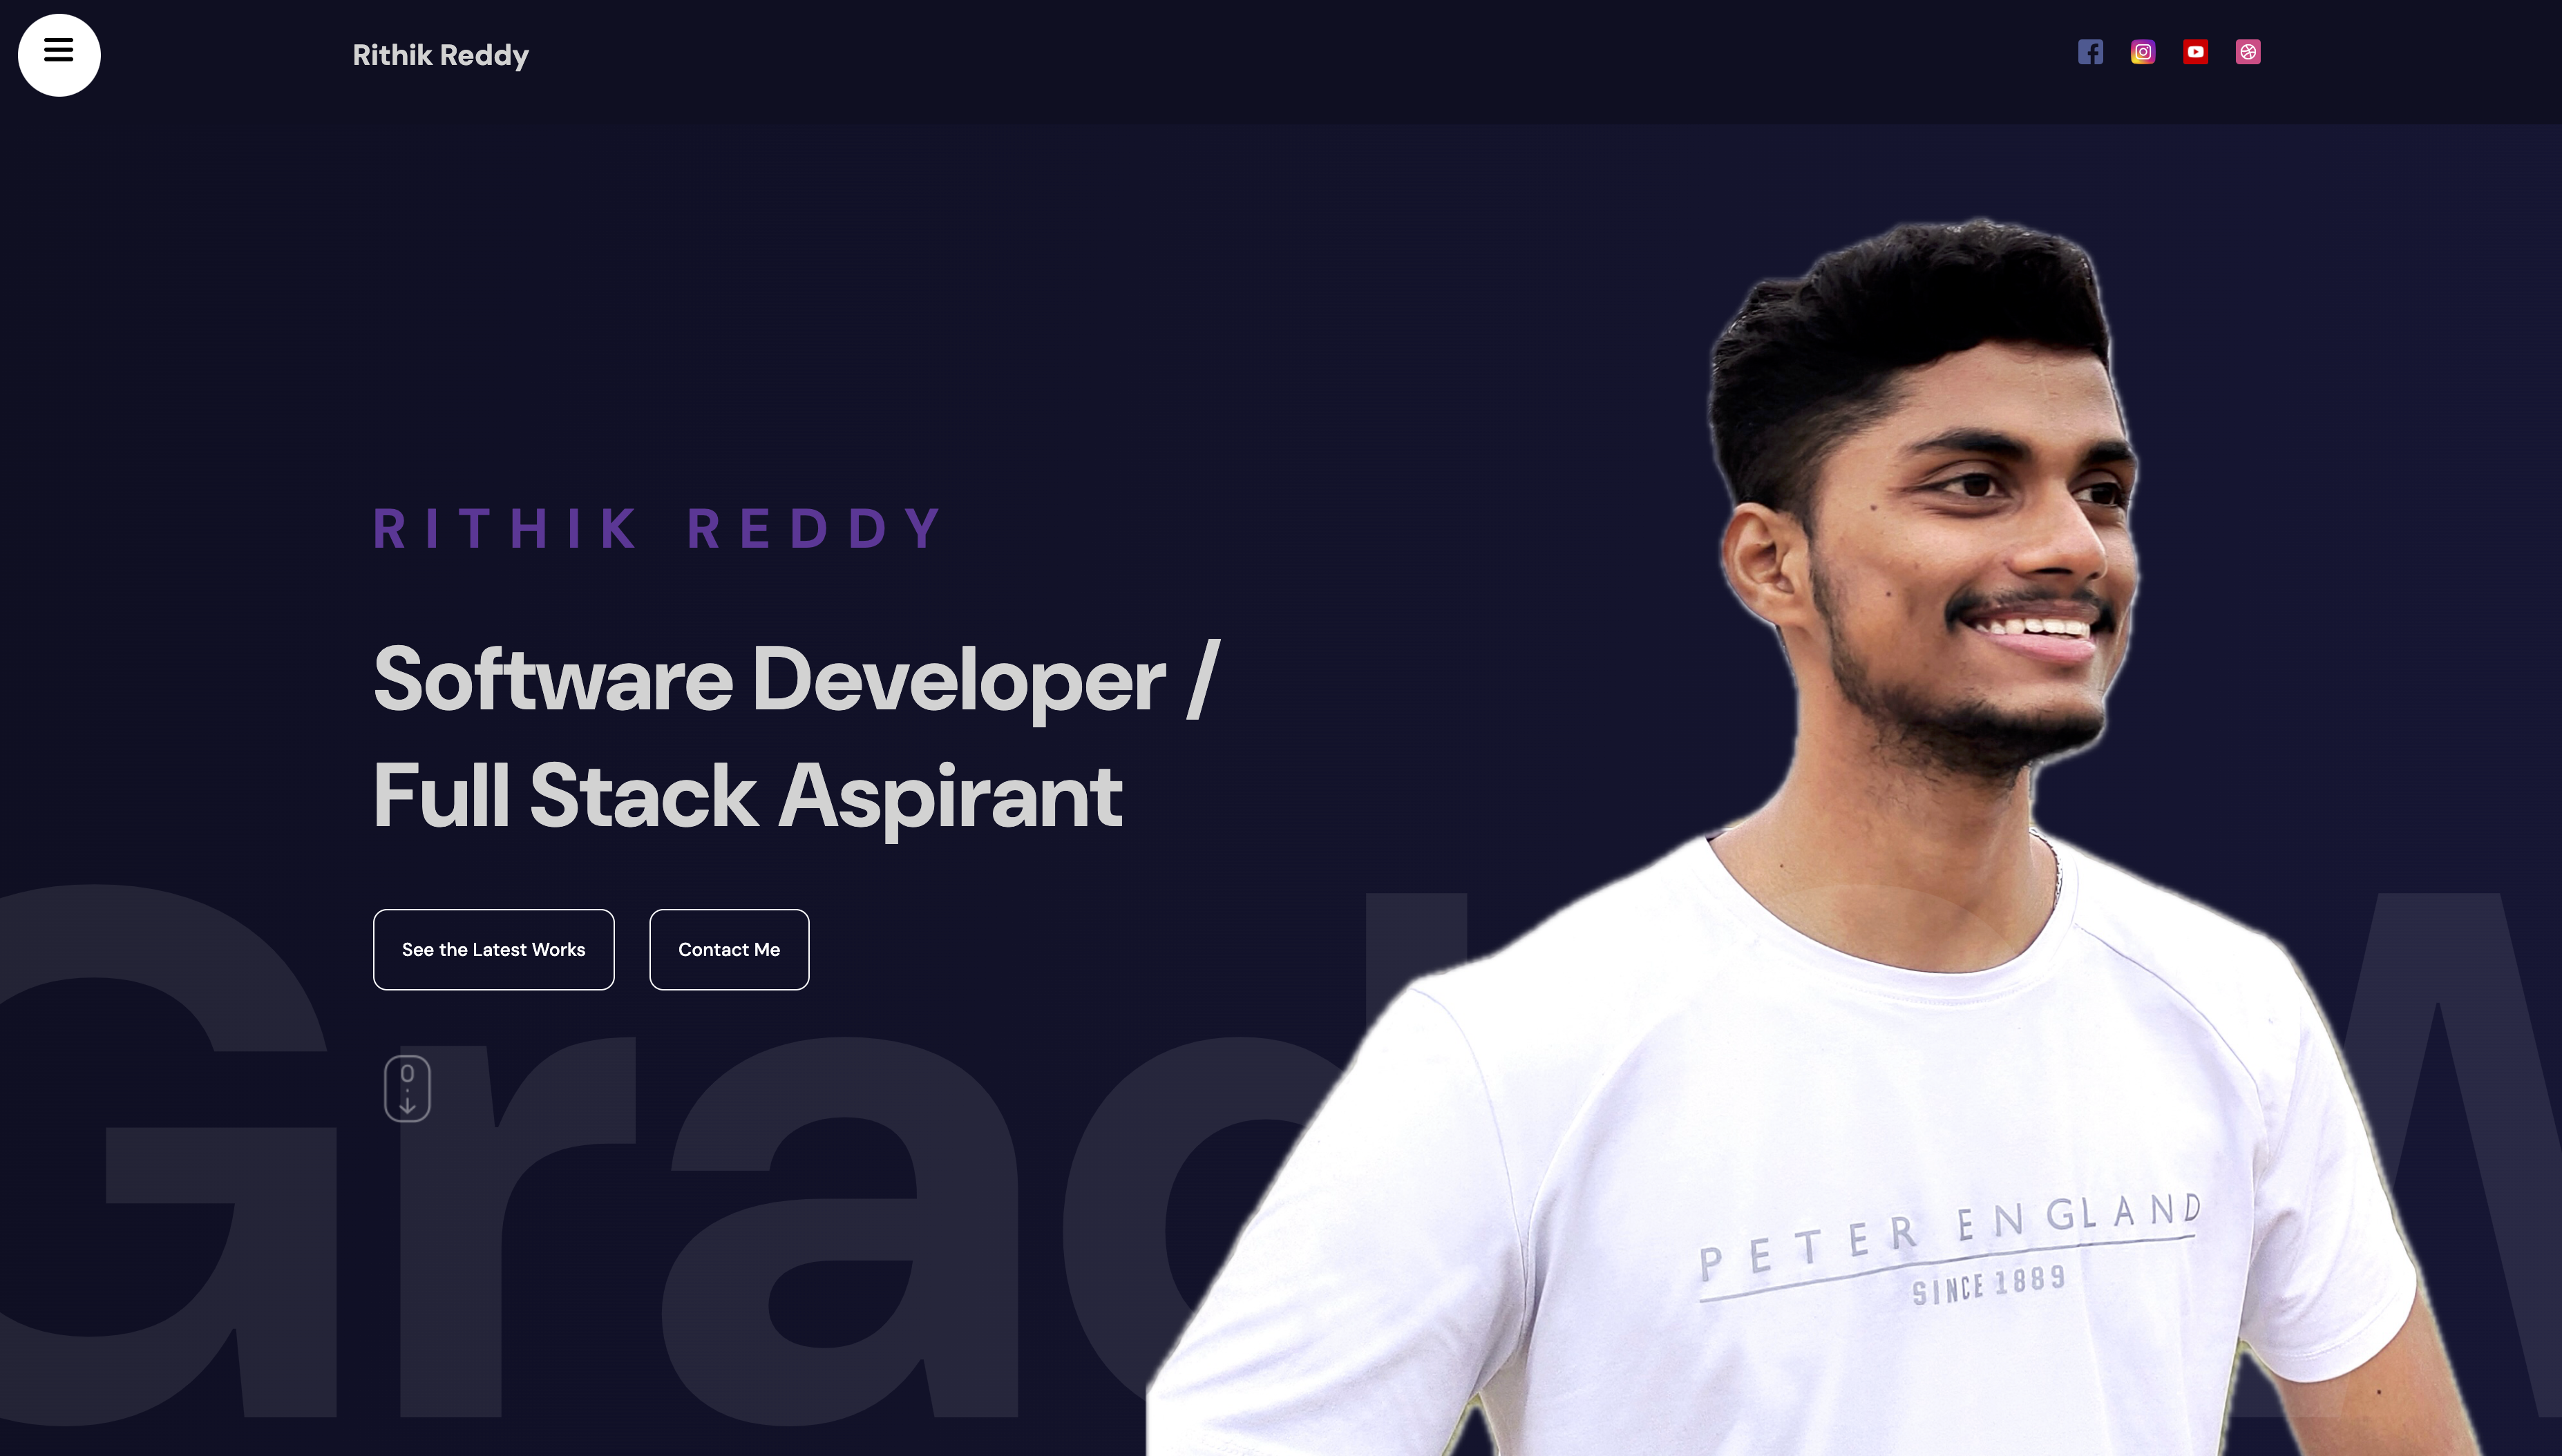 Rithik Reddy
RITHIK REDDY
Software Developer /
Full Stack Aspirant
See the Latest Works
Contact Me
Grad
PETER ENGLAND
SINCE 1889